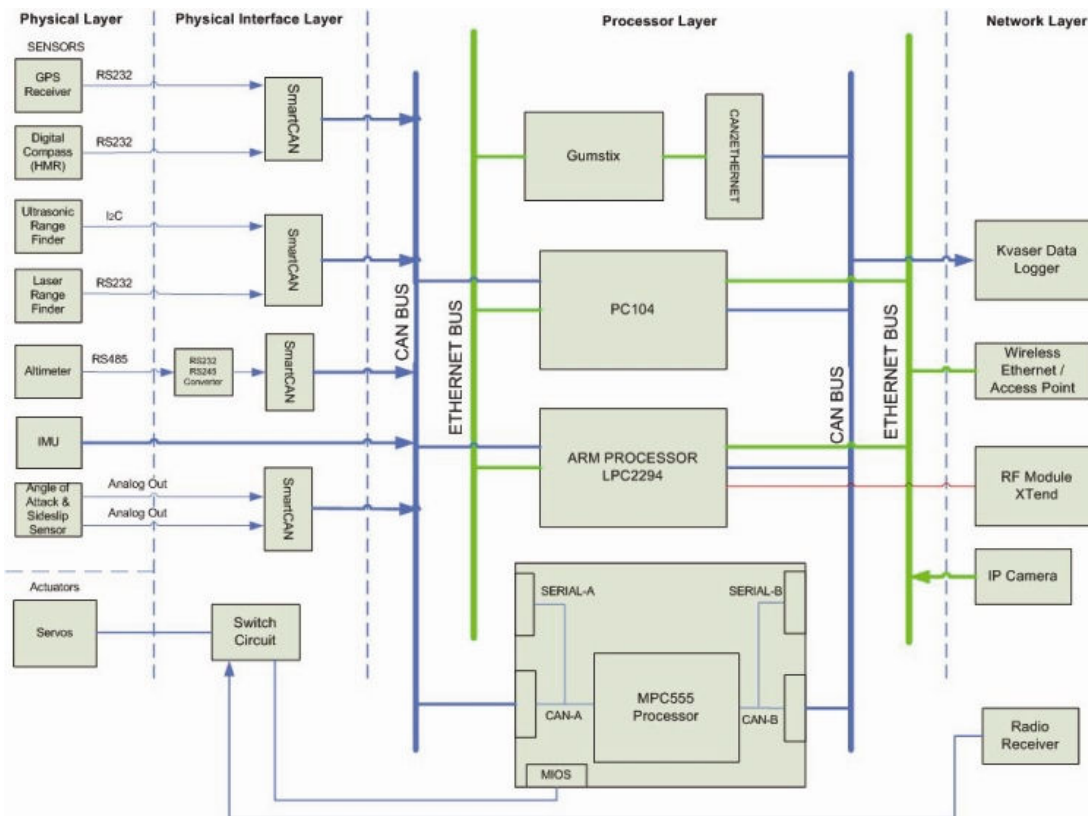 Physical Layer
Physical Interface Layer
Processor Layer
Network Layer
SENSORS
GPS
Receiver
RS232
SmartCAN
Digital
Compass
(HMR)
RS232
Ultrasonic
Range
Finder
I2C
SmartCAN
Laser
Range
Finder
RS232
Altimeter
RS485
RS232
RS245
Converter
SmartCAN
IMU
Angle of
Attack &
Sideslip
Sensor
Analog Out
Analog Out
SmartCAN
Actuators
Servos
Switch
Circuit
CAN BUS
ETHERNET BUS
Gumstix
CAN2ETHERNET
PC104
ARM PROCESSOR
LPC2294
SERIAL-A
SERIAL-B
MPC555
Processor
CAN-A
CAN-B
MIOS
CAN BUS
ETHERNET BUS
Kvaser Data
Logger
Wireless
Ethernet /
Access Point
RF Module
XTend
IP Camera
Radio
Receiver